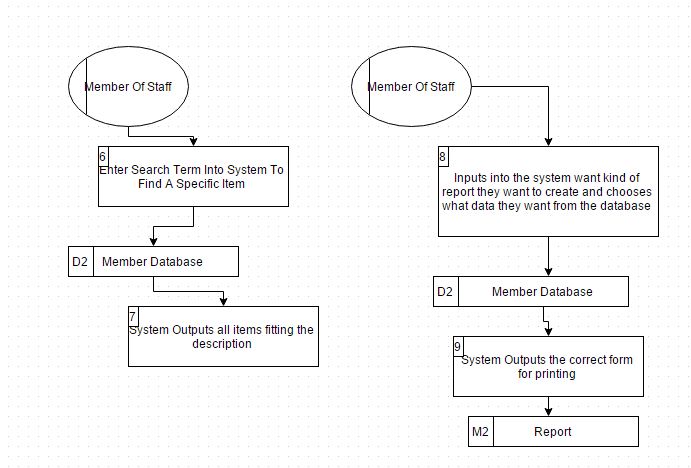 Member Of Staff
6
Enter Search Term Into System To
Find A Specific Item
D2 Member Database
7
System Outputs all items fitting the
description
Member Of Staff
8
Inputs into the system want kind of
report they want to create and chooses
what data they want from the database
D2 Member Database
9
System Outputs the correct form
for printing
M2 Report